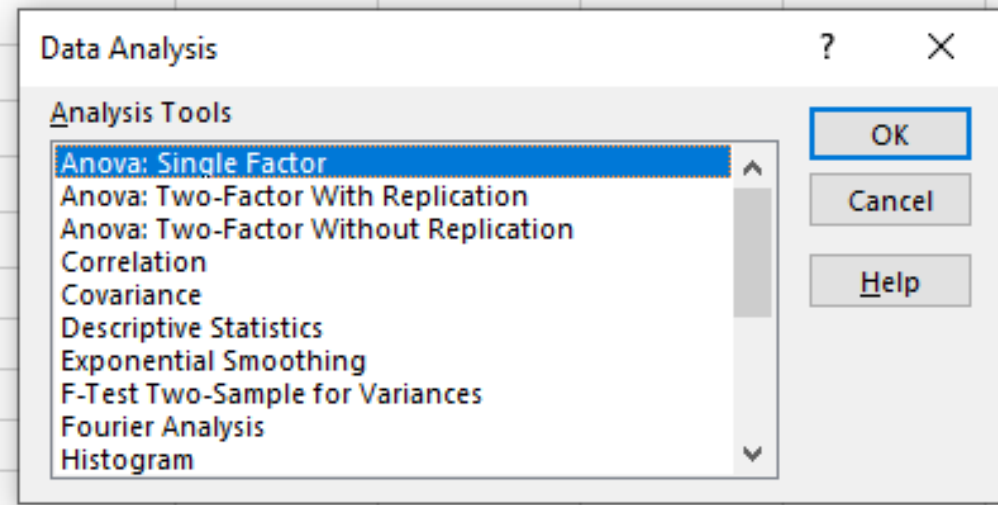 Data Analysis ? X
Analysis Tools
Anova: Single Factor
Anova: Two-Factor With Replication
Anova: Two-Factor Without Replication
Correlation
Covariance
Descriptive Statistics
Exponential Smoothing
F-Test Two-Sample for Variances
Fourier Analysis
Histogram
OK
Cancel
Help